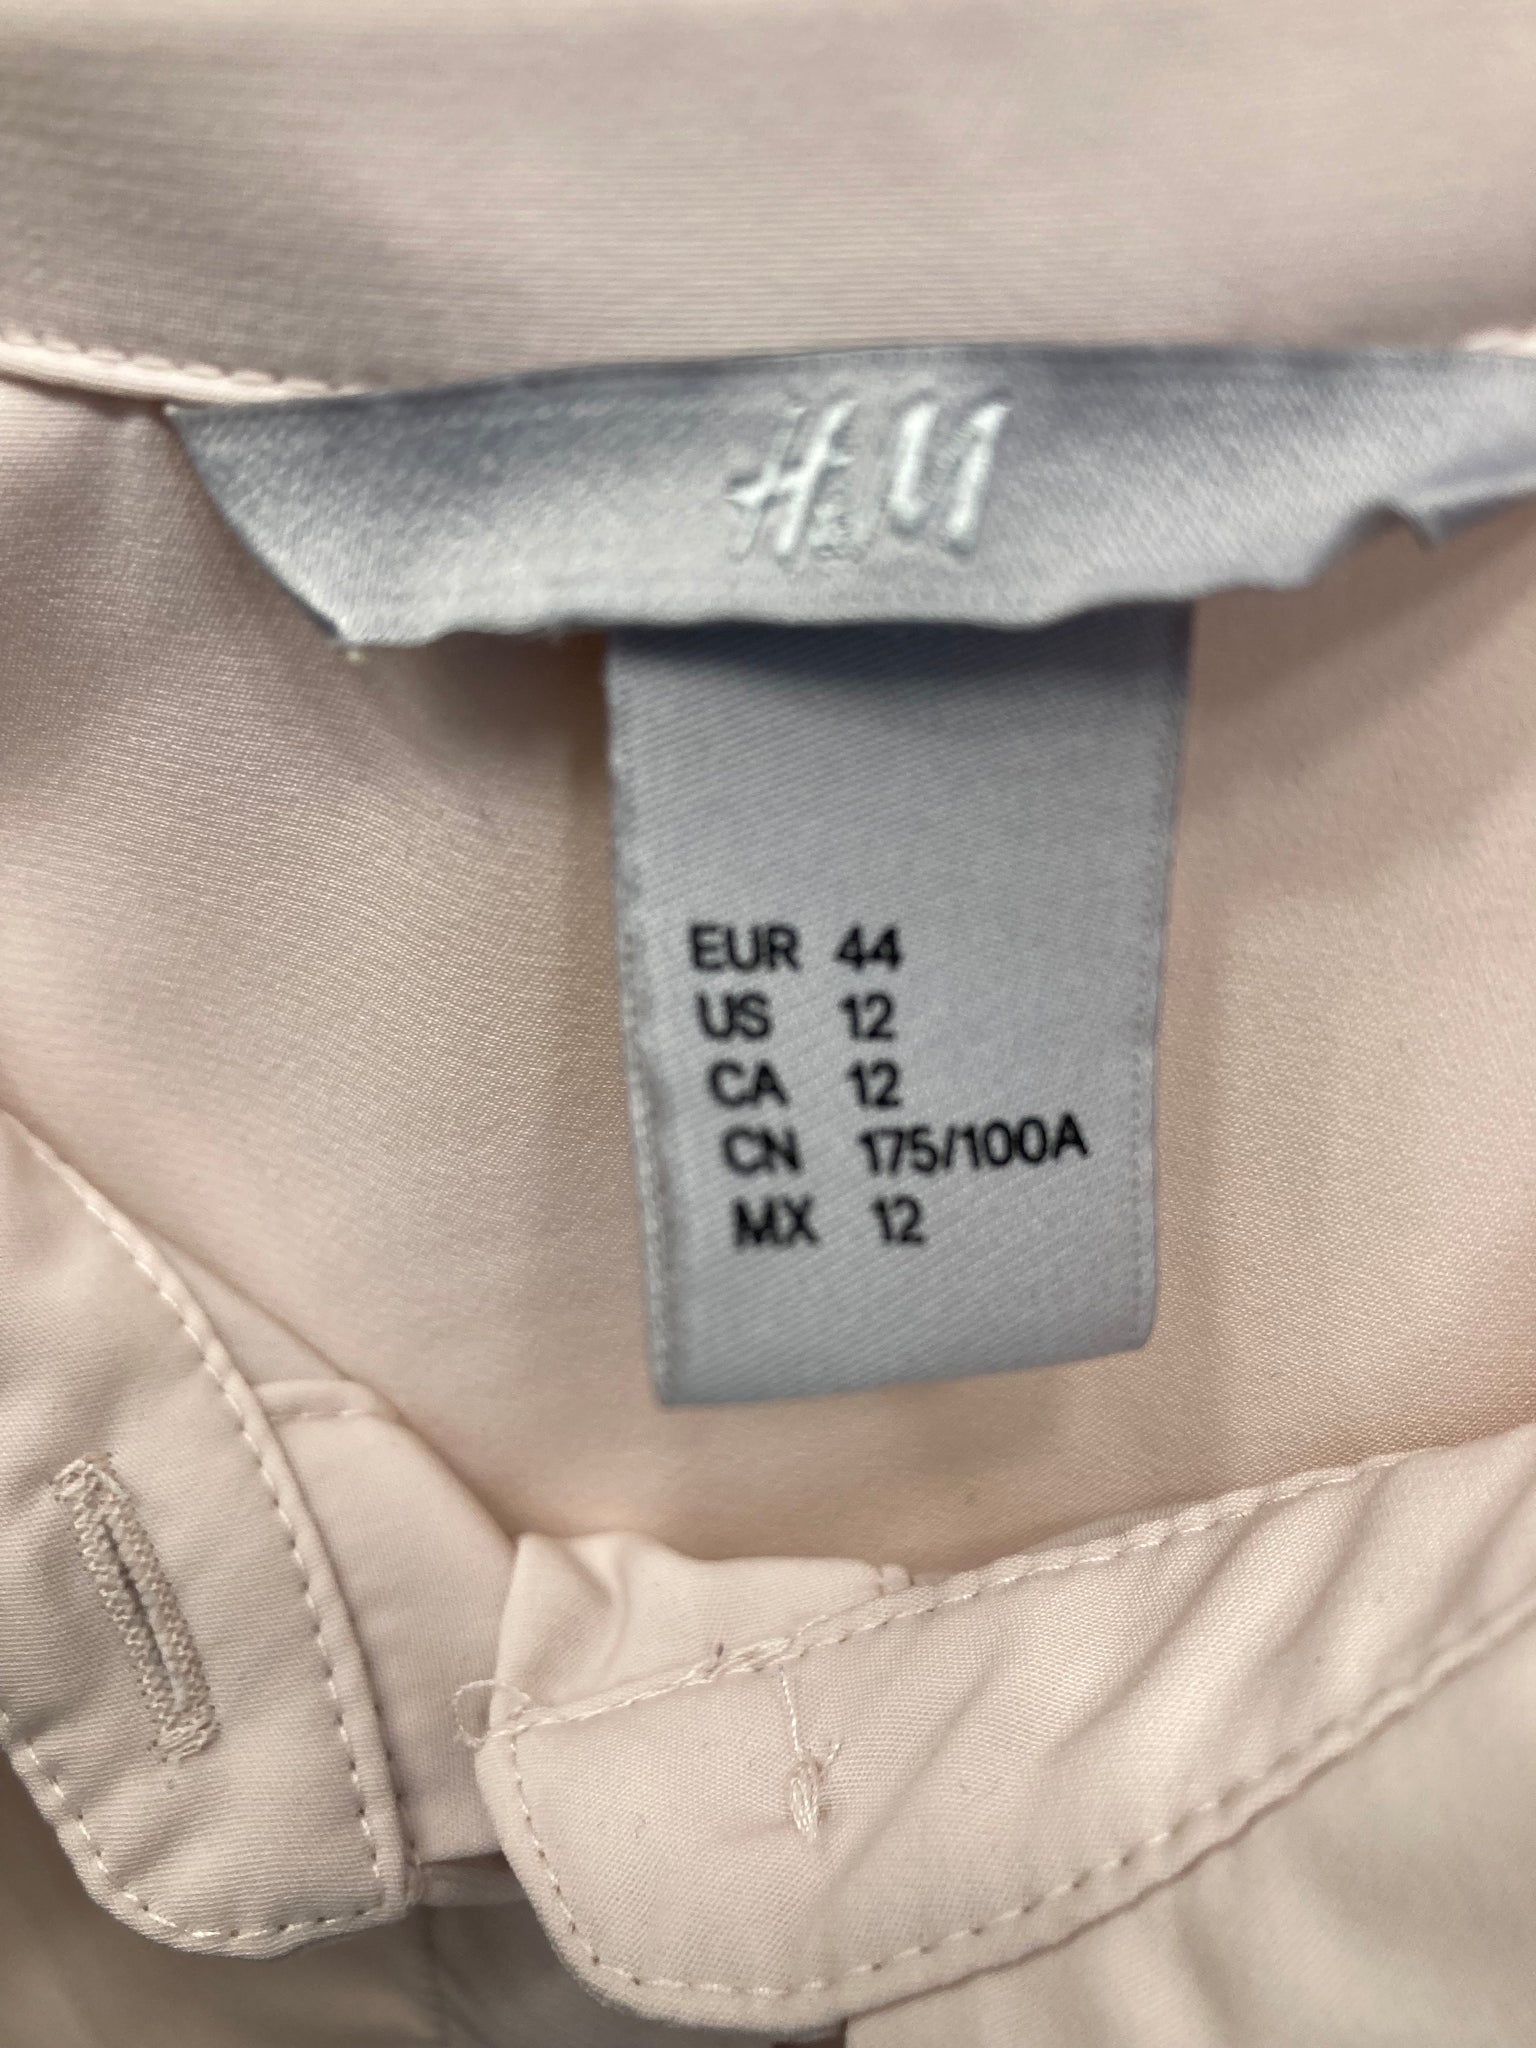 H&M
EUR 44
US 12
CA 12
CN 175/100A
MX 12